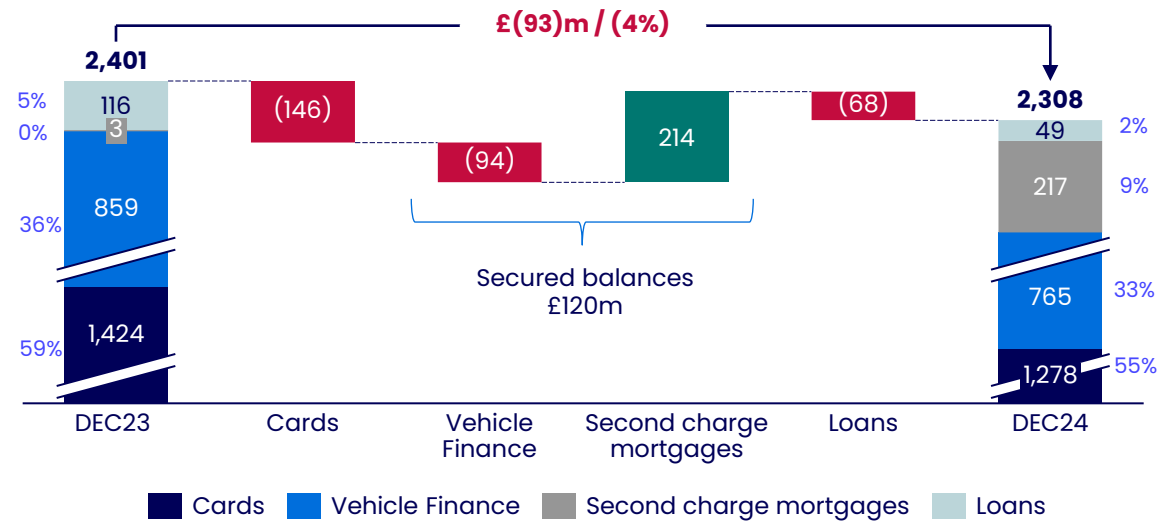 £(93)m / (4%)
2,401
5%
116
0%
3
36%
859
59%
1,424
(146)
(94)
214
(68)
Secured balances
£120m
2,308
49
2%
217
9%
765
33%
1,278
55%
DEC23
Cards
Vehicle
Finance
Second charge
mortgages
Loans
DEC24
Cards
Vehicle Finance
Second charge mortgages
Loans